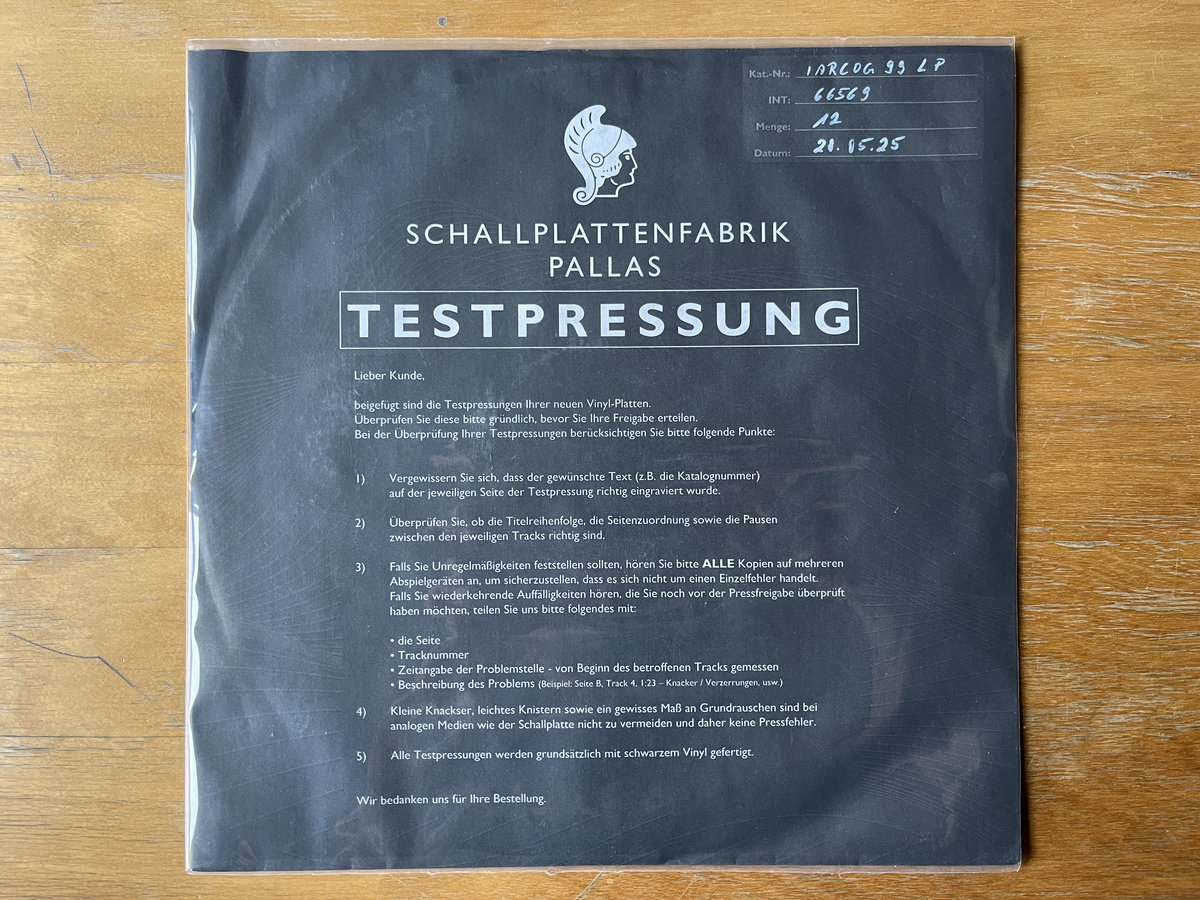 Kat.-Nr.: IARCOG 99 LP
INT: 66569
Menge: 12
Datum: 20.05.25
SCHALLPLATTENFABRIK
PALLAS
TESTPRESSUNG
Lieber Kunde,
beigefügt sind die Testpressungen Ihrer neuen Vinyl-Platten.
Überprüfen Sie diese bitte gründlich, bevor Sie Ihre Freigabe erteilen.
Bei der Überprüfung Ihrer Testpressungen berücksichtigen Sie bitte folgende Punkte:
1) Vergewissern Sie sich, dass der gewünschte Text (z.B. die Katalognummer)
auf der jeweiligen Seite der Testpressung richtig eingraviert wurde.
2) Überprüfen Sie, ob die Titelreihenfolge, die Seitenzuordnung sowie die Pausen
zwischen den jeweiligen Tracks richtig sind.
3) Falls Sie Unregelmäßigkeiten feststellen sollten, hören Sie bitte ALLE Kopien auf mehreren
Abspielgeräten an, um sicherzustellen, dass es sich nicht um einen Einzelfehler handelt.
Falls Sie wiederkehrende Auffälligkeiten hören, die Sie noch vor der Pressfreigabe überprüft
haben möchten, teilen Sie uns bitte folgendes mit:
• die Seite
• Tracknummer
• Zeitangabe der Problemstelle - von Beginn des betroffenen Tracks gemessen
• Beschreibung des Problems (Beispiel: Seite B, Track 4, 1:23 – Knacker / Verzerrungen, usw.)
4) Kleine Knackser, leichtes Knistern sowie ein gewisses Maß an Grundrauschen sind bei
analogen Medien wie der Schallplatte nicht zu vermeiden und daher keine Pressfehler.
5) Alle Testpressungen werden grundsätzlich mit schwarzem Vinyl gefertigt.
Wir bedanken uns für Ihre Bestellung.